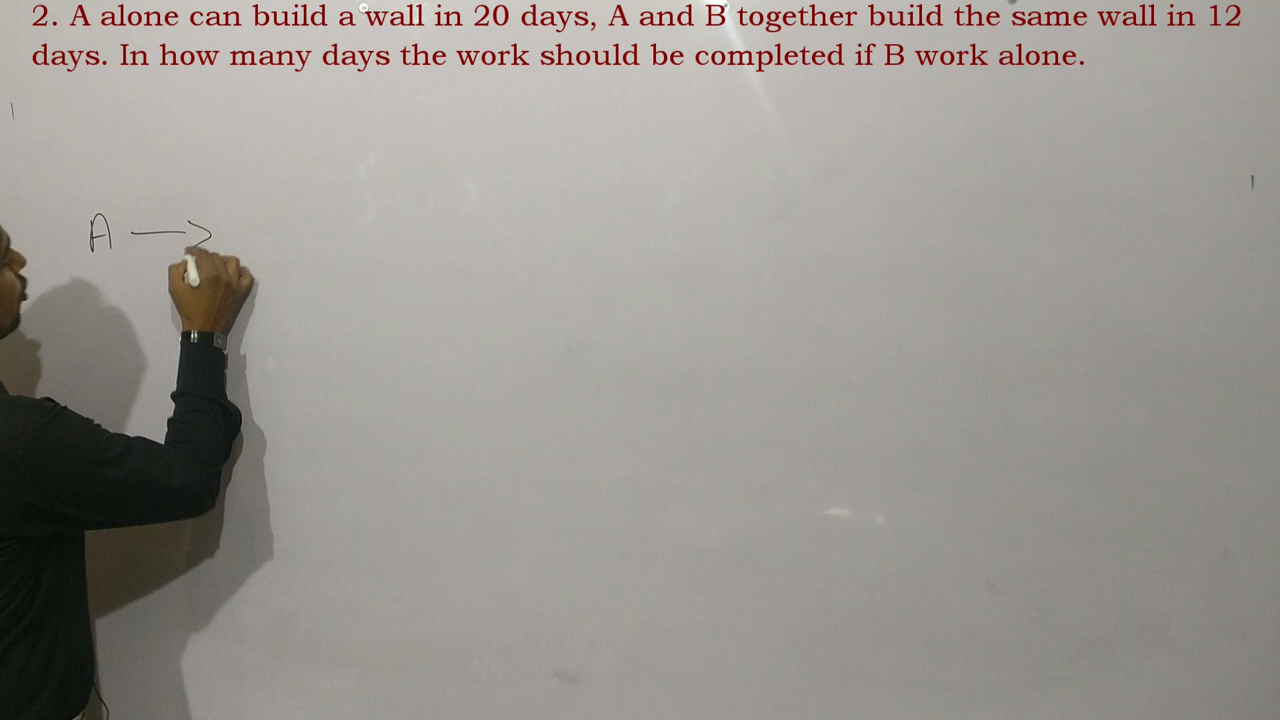 2. A alone can build a wall in 20 days, A and B together build the same wall in 12
days. In how many days the work should be completed if B work alone.
A →